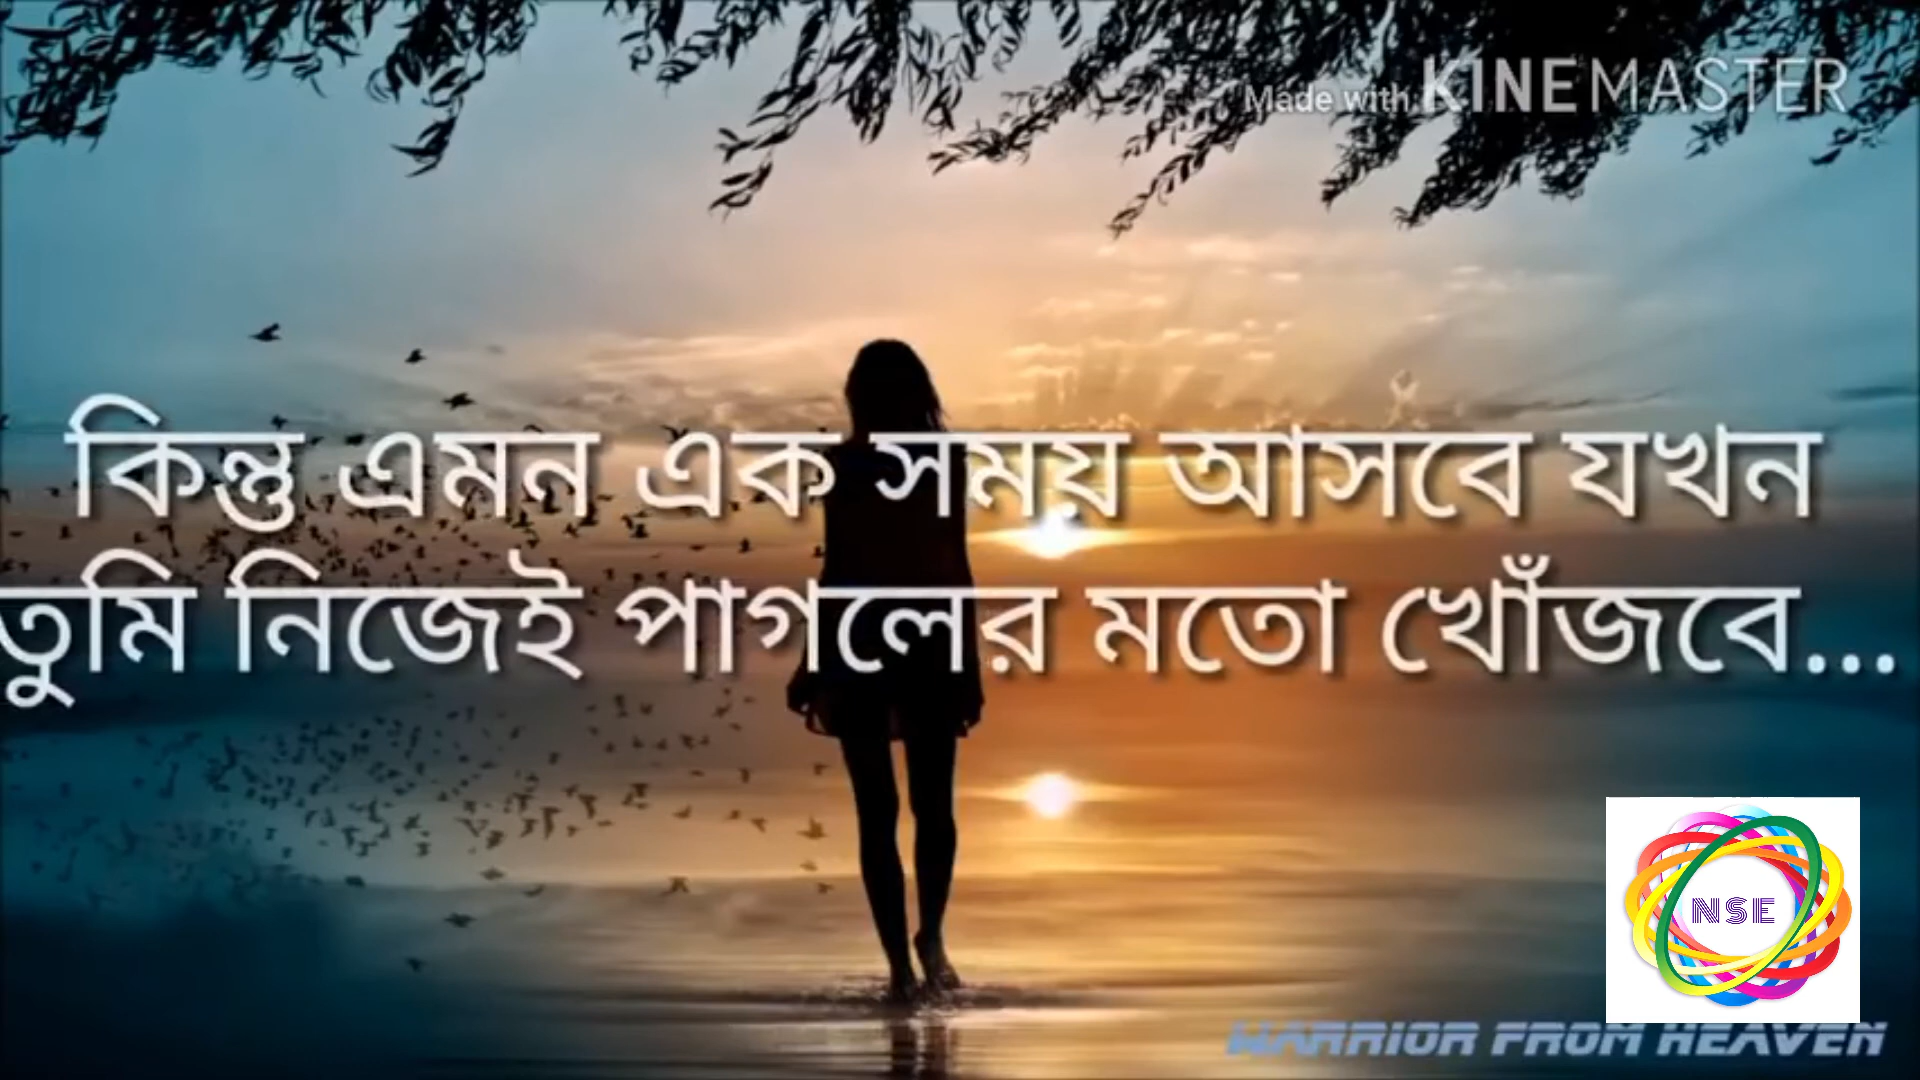 Made with KINEMASTER
কিন্তু এমন এক সময় আসবে যখন
তুমি নিজেই পাগলের মতো খোঁজবে...
NSE
WARRIOR FROM HEAVEN